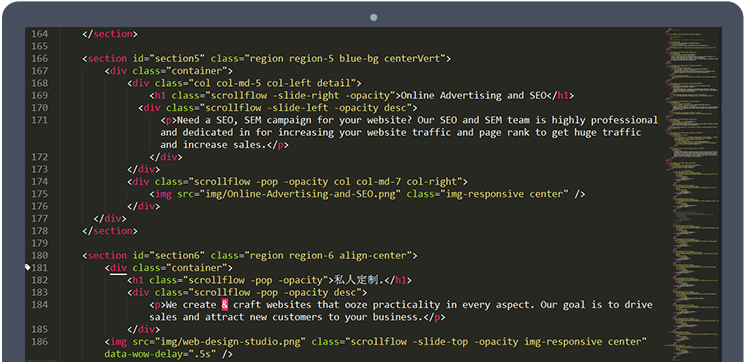 164 </section>
165
166 <section id="section5" class="region region-5 blue-bg centerVert">
167 <div class="container">
168 <div class="col col-md-5 col-left detail">
169 <h1 class="scrollflow -slide-right -opacity">Online Advertising and SEO</h1>
170 <div class="scrollflow -slide-left -opacity desc">
171 <p>Need a SEO, SEM campaign for your website? Our SEO and SEM team is highly professional
and dedicated in for increasing your website traffic and page rank to get huge traffic
and increase sales.</p>
172 </div>
173 </div>
174 <div class="scrollflow -pop -opacity col col-md-7 col-right">
175 <img src="img/Online-Advertising-and-SEO.png" class="img-responsive center" />
176 </div>
177 </div>
178 </section>
179
180 <section id="section6" class="region region-6 align-center">
181 <div class="container">
182 <h1 class="scrollflow -pop -opacity">私人定制.</h1>
183 <div class="scrollflow -pop -opacity desc">
184 <p>We create & craft websites that ooze practicality in every aspect. Our goal is to drive
sales and attract new customers to your business.</p>
185 </div>
186 <img src="img/web-design-studio.png" class="scrollflow -slide-top -opacity img-responsive center"
data-wow-delay=".5s" />